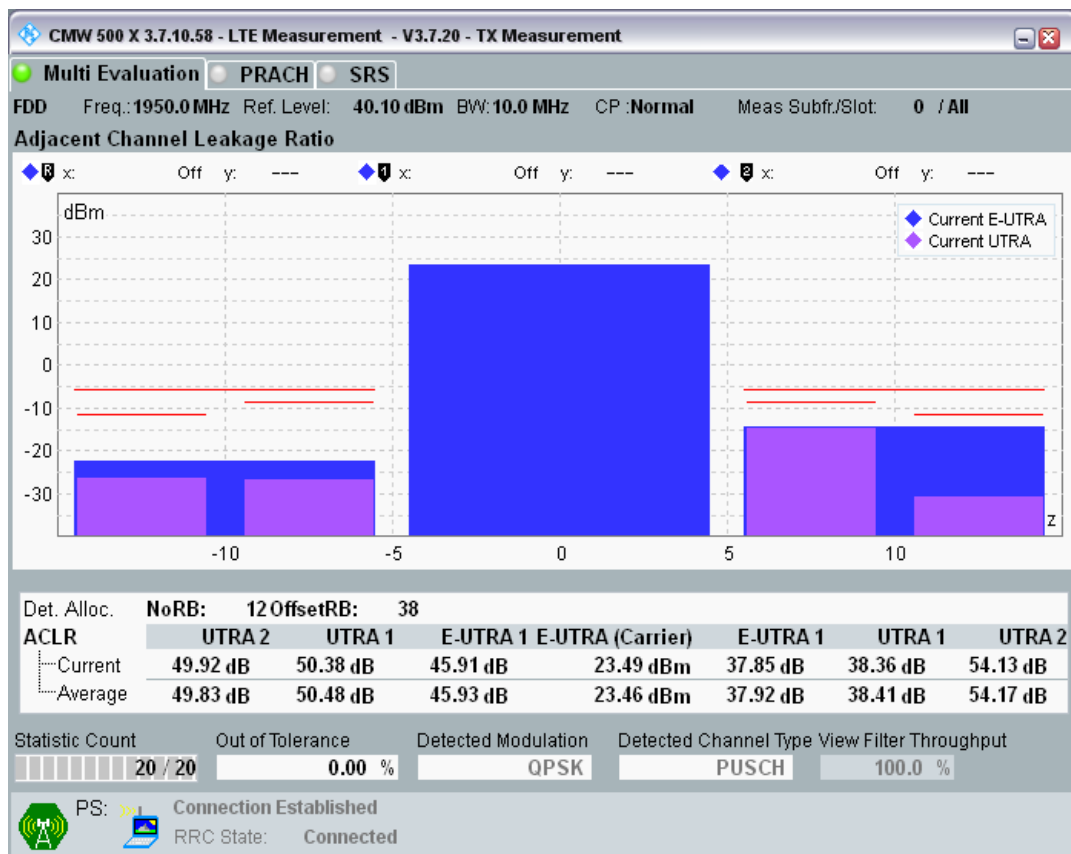 CMW 500 X 3.7.10.58 - LTE Measurement - V3.7.20 - TX Measurement
Multi Evaluation PRACH SRS
FDD Freq.:1950.0 MHz Ref. Level: 40.10 dBm BW:10.0 MHz CP :Normal Meas Subfr./Slot: 0 / All
Adjacent Channel Leakage Ratio
R x: Off y: --- 1 x: Off y: --- 2 x: Off y: ---
dBm
Current E-UTRA
Current UTRA
30
20
10
0
-10
-20
-30
z
-10 -5 0 5 10
Det. Alloc. NoRB: 12 OffsetRB: 38
ACLR UTRA 2 UTRA 1 E-UTRA 1 E-UTRA (Carrier) E-UTRA 1 UTRA 1 UTRA 2
Current 49.92 dB 50.38 dB 45.91 dB 23.49 dBm 37.85 dB 38.36 dB 54.13 dB
Average 49.83 dB 50.48 dB 45.93 dB 23.46 dBm 37.92 dB 38.41 dB 54.17 dB
Statistic Count Out of Tolerance Detected Modulation Detected Channel Type View Filter Throughput
20 / 20 0.00 % QPSK PUSCH 100.0 %
PS: Connection Established
RRC State: Connected